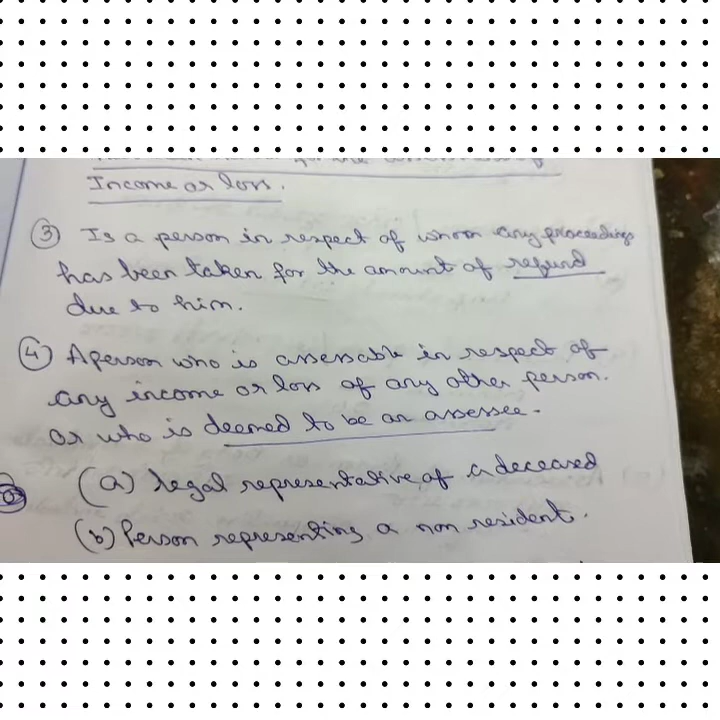 for the
Income or loss.
③ Is a person in respect of whom any proceedings
has been taken for the amount of refund
due to him.
④ A person who is assessable in respect of
any income or loss of any other person.
or who is deemed to be an assessee.
(a) legal representative of a deceased
(b) Person representing a non resident.